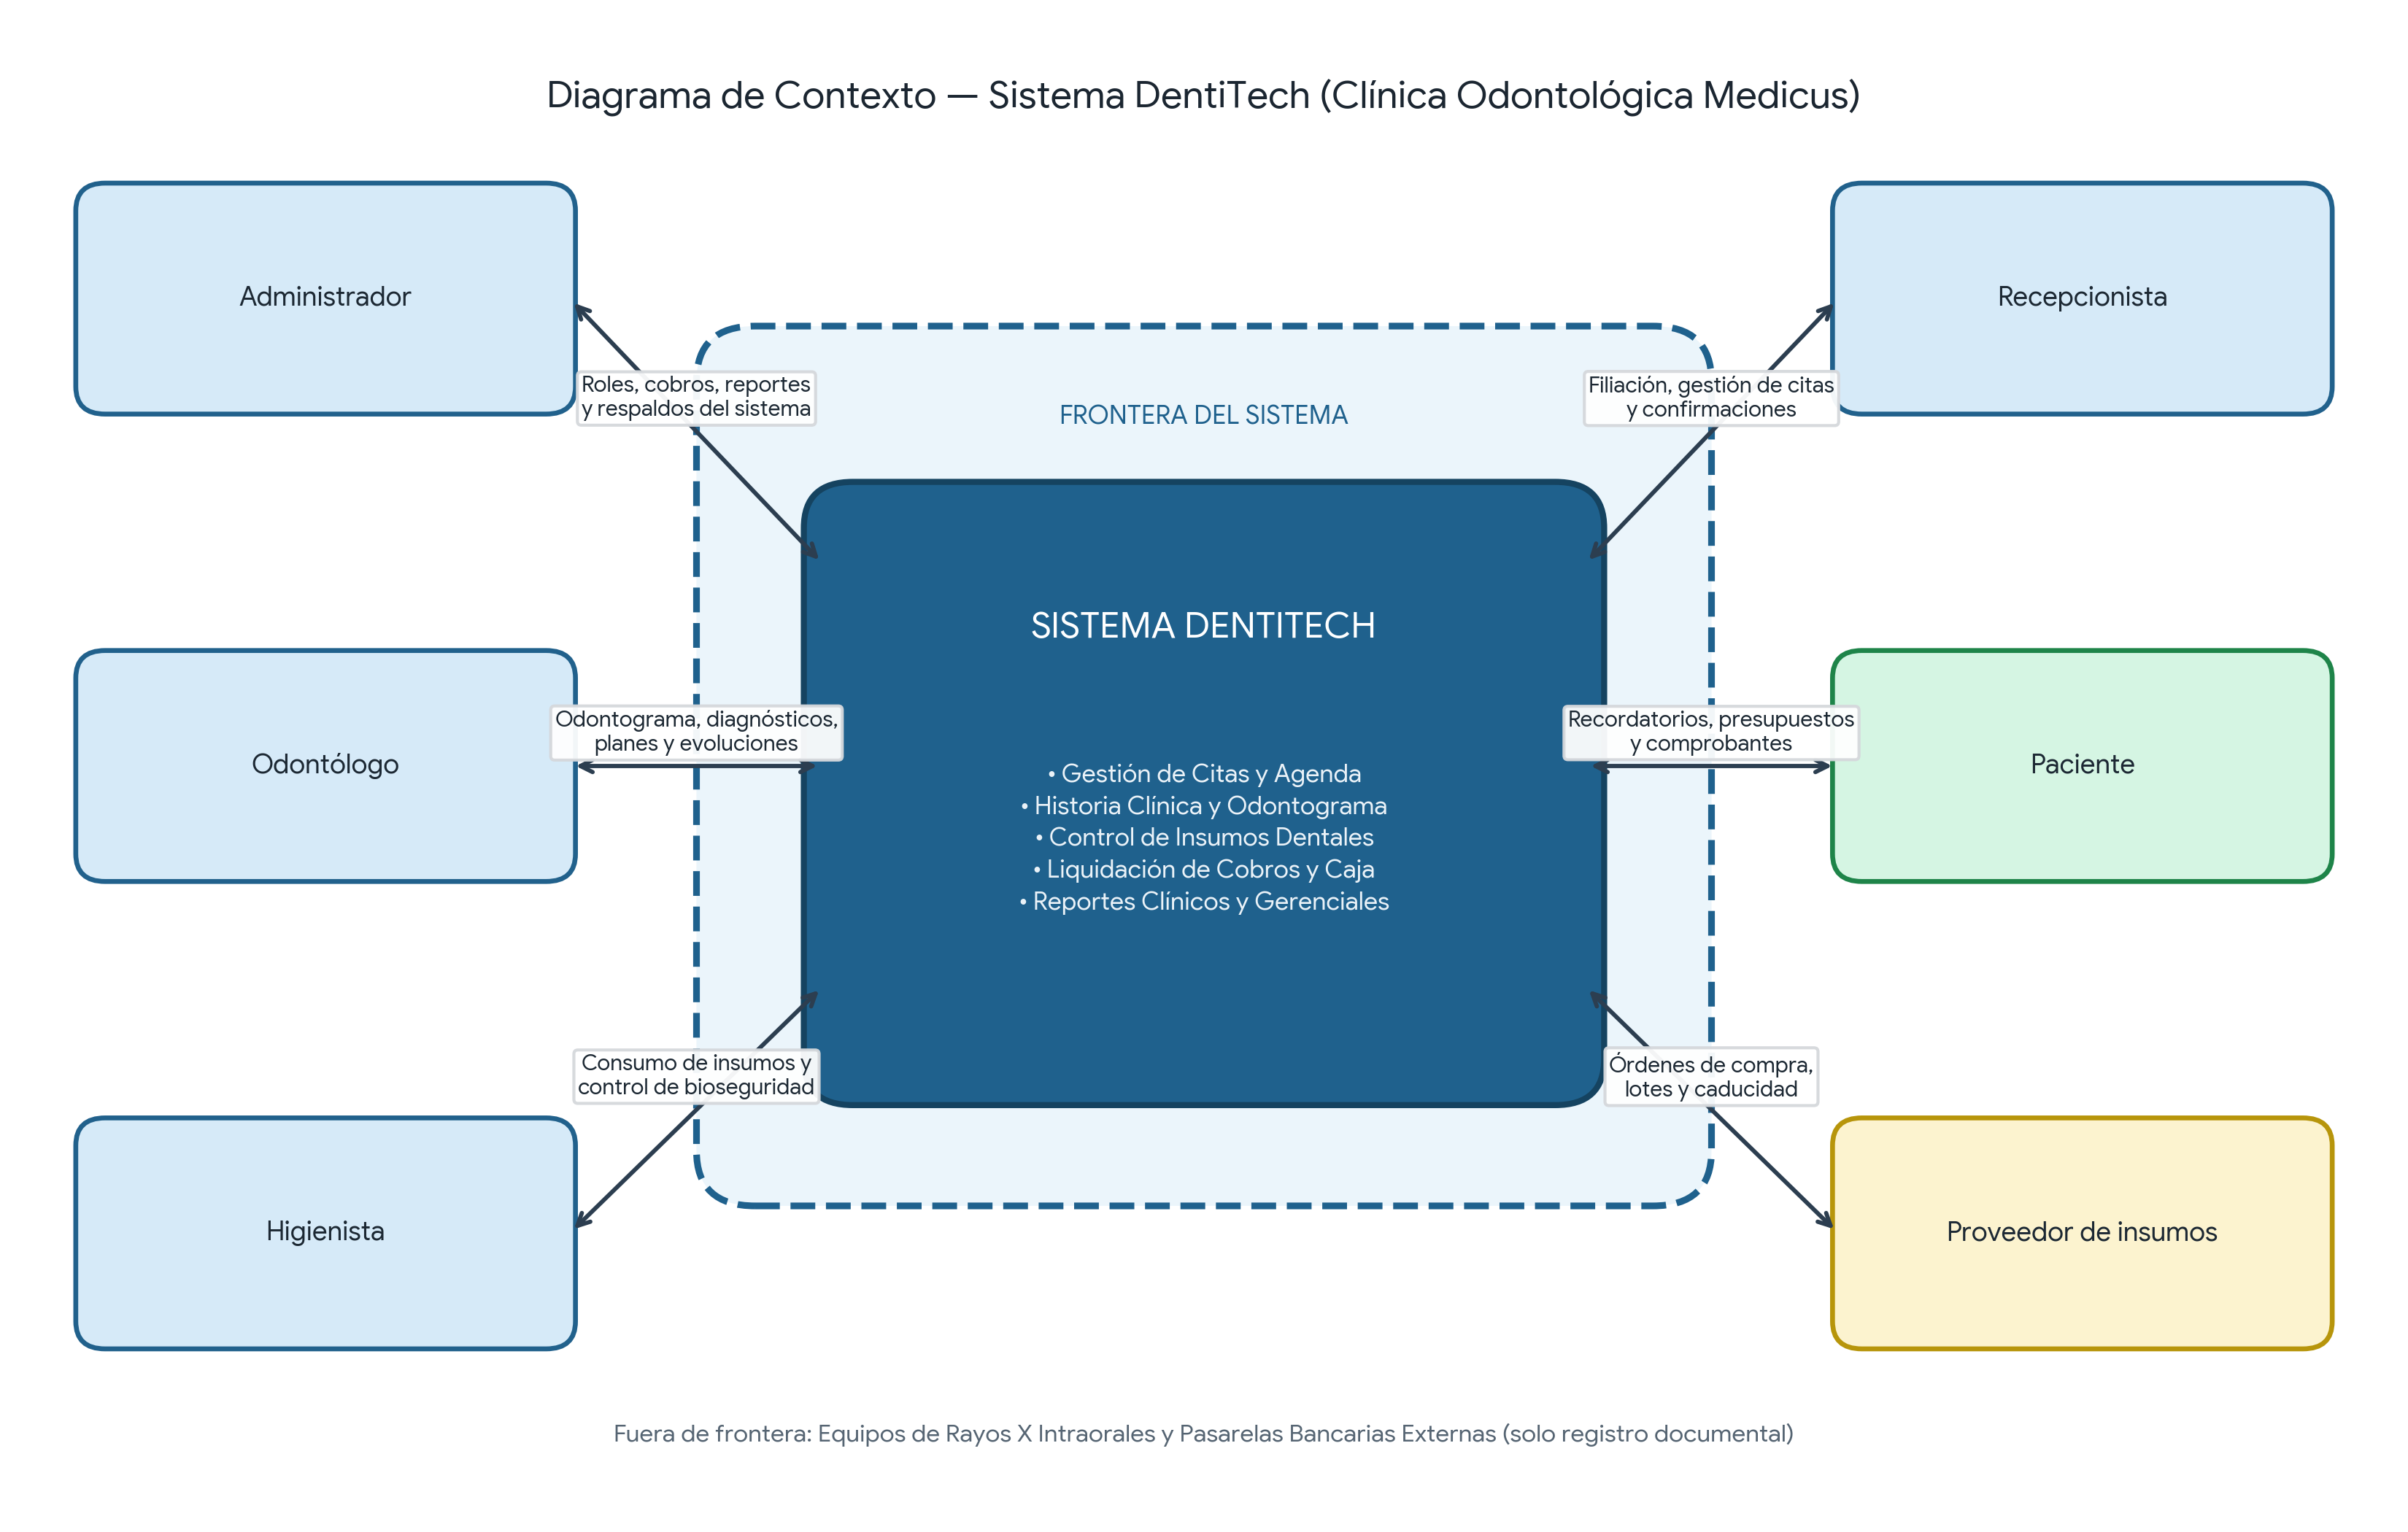 Diagrama de Contexto — Sistema DentiTech (Clínica Odontológica Medicus)
Administrador
Recepcionista
Roles, cobros, reportes
y respaldos del sistema
Filiación, gestión de citas
y confirmaciones
FRONTERA DEL SISTEMA
SISTEMA DENTITECH
Odontólogo
Odontograma, diagnósticos,
planes y evoluciones
Recordatorios, presupuestos
y comprobantes
Paciente
• Gestión de Citas y Agenda
• Historia Clínica y Odontograma
• Control de Insumos Dentales
• Liquidación de Cobros y Caja
• Reportes Clínicos y Gerenciales
Consumo de insumos y
control de bioseguridad
Órdenes de compra,
lotes y caducidad
Higienista
Proveedor de insumos
Fuera de frontera: Equipos de Rayos X Intraorales y Pasarelas Bancarias Externas (solo registro documental)